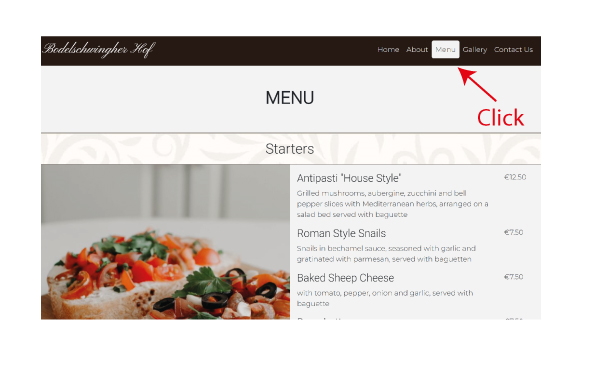 Bodelschwingher Hof
Home About Menu Gallery Contact Us
MENU
Click
Starters
Antipasti "House Style" €12.50
Grilled mushrooms, aubergine, zucchini and bell
pepper slices with Mediterranean herbs, arranged on a
salad bed served with baguette
Roman Style Snails €7.50
Snails in bechamel sauce, seasoned with garlic and
gratinated with parmesan, served with baguetten
Baked Sheep Cheese €7.50
with tomato, pepper, onion and garlic, served with
baguette